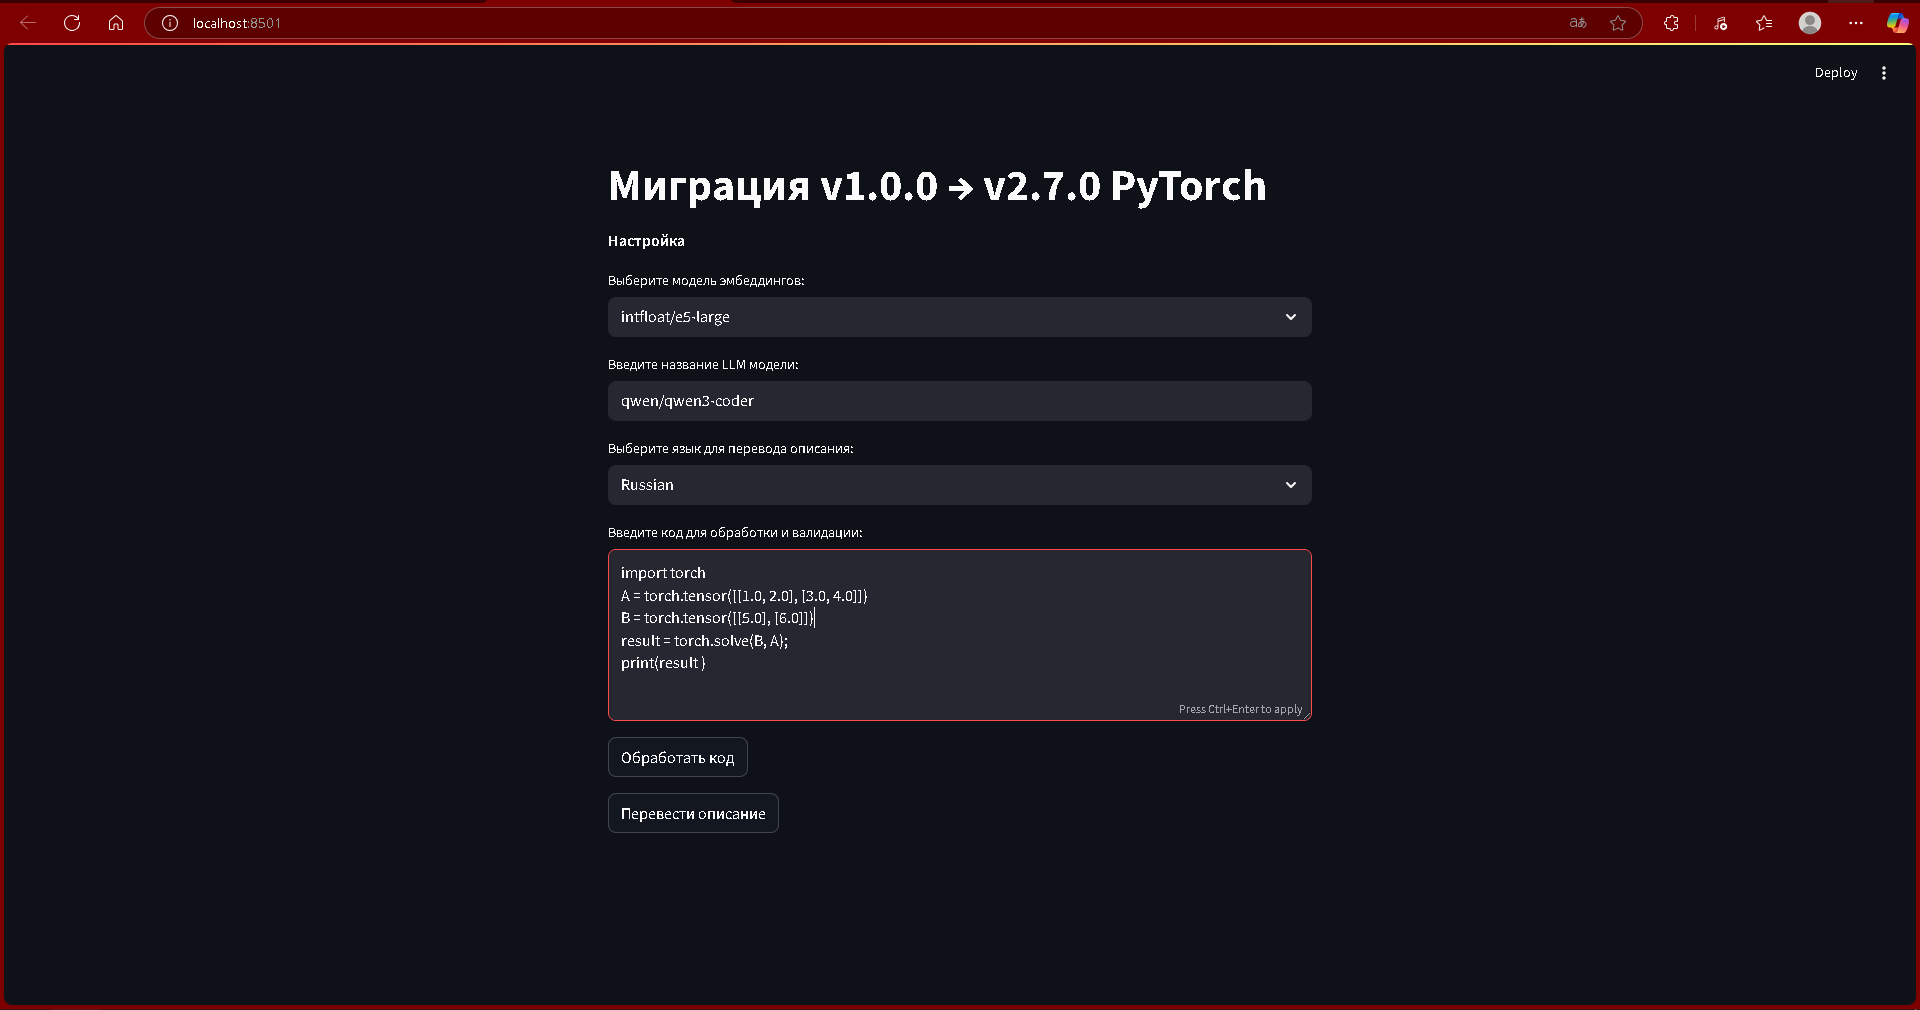 localhost:8501
Deploy
Миграция v1.0.0 → v2.7.0 PyTorch
Настройка
Выберите модель эмбеддингов:
intfloat/e5-large
Введите название LLM модели:
qwen/qwen3-coder
Выберите язык для перевода описания:
Russian
Введите код для обработки и валидации:
import torch
A = torch.tensor([[1.0, 2.0], [3.0, 4.0]])
B = torch.tensor([[5.0], [6.0]])
result = torch.solve(B, A);
print(result )
Press Ctrl+Enter to apply
Обработать код
Перевести описание